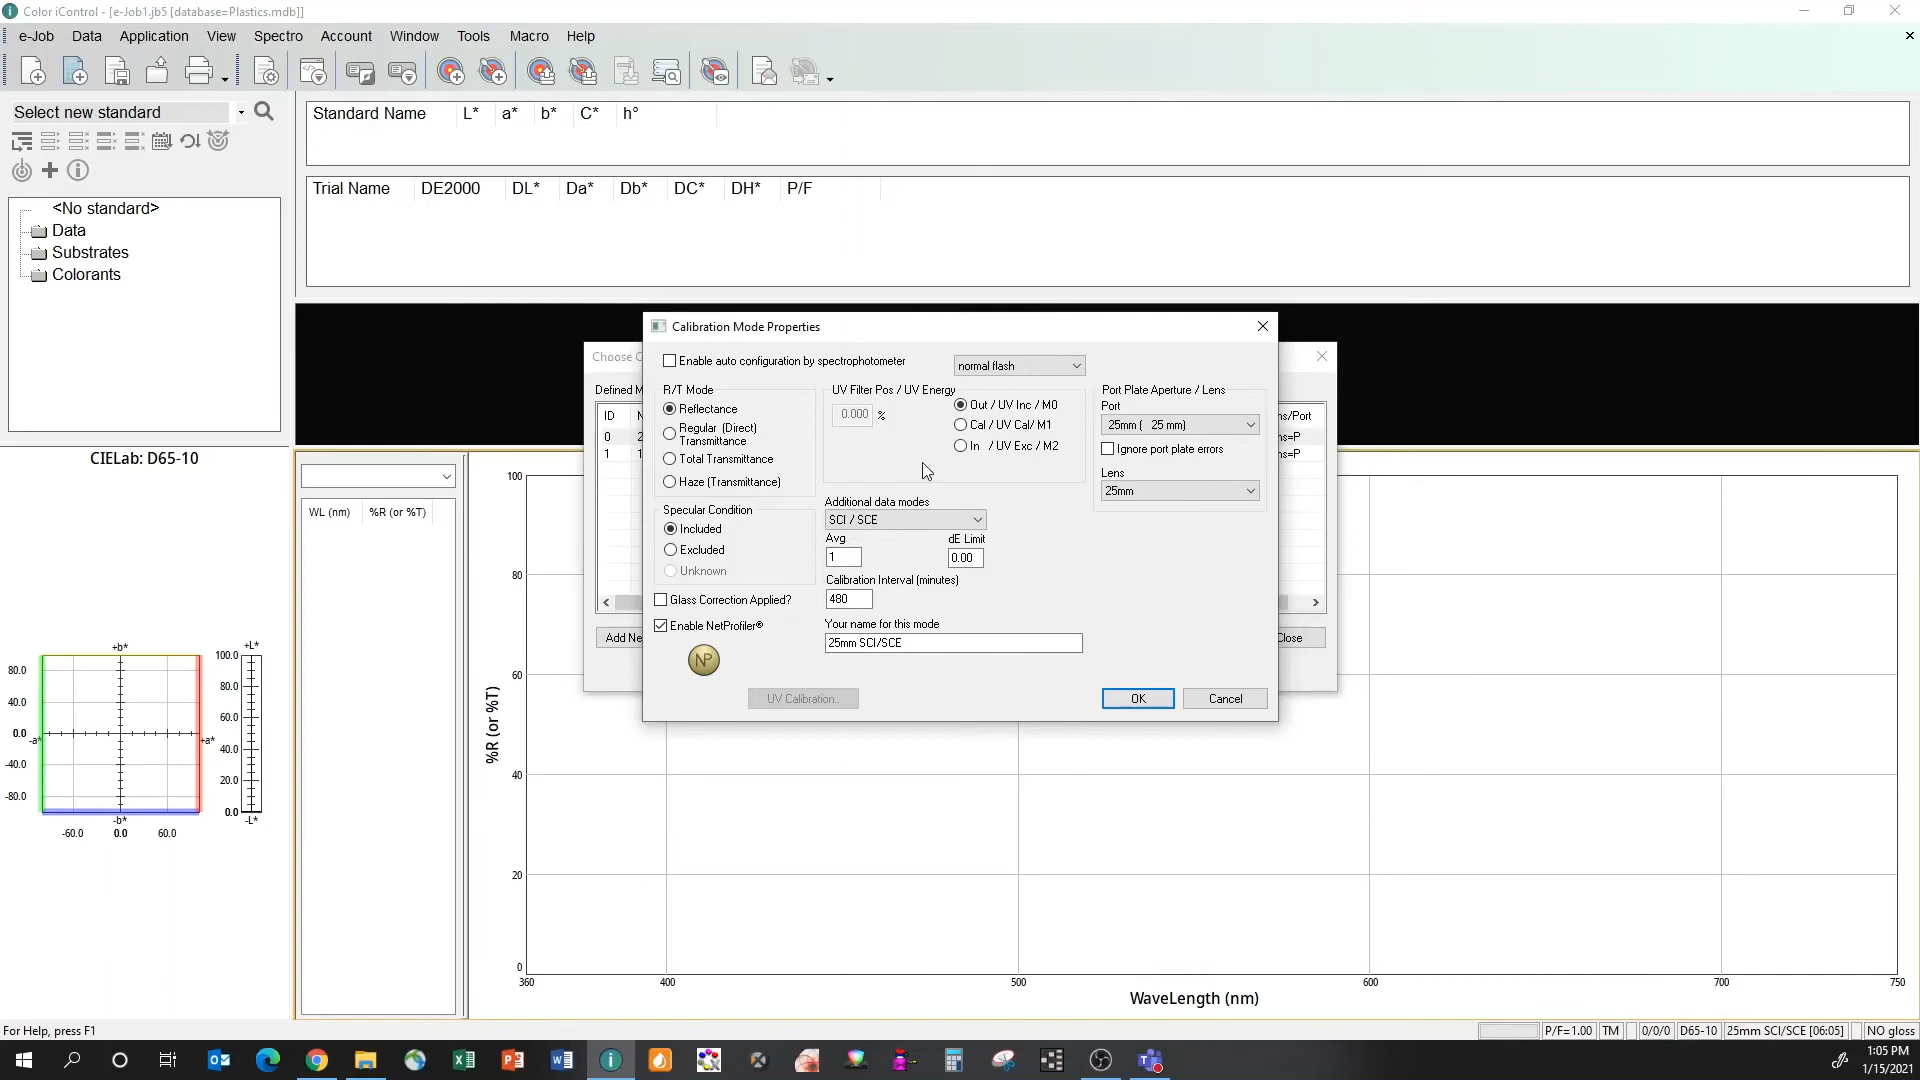 Color iControl - [e-Job1.jb5 [database=Plastics.mdb]]
e-Job Data Application View Spectro Account Window Tools Macro Help
Select new standard
<No standard>
Data
Substrates
Colorants
Standard Name L* a* b* C* h°
Trial Name DE2000 DL* Da* Db* DC* DH* P/F
Defined M
ID N
0 2
1 1
Add Ne
ns/Port
ns=P
ns=P
Close
Calibration Mode Properties
Enable auto configuration by spectrophotometer
normal flash
R/T Mode
Reflectance
Regular (Direct)
Transmittance
Total Transmittance
Haze (Transmittance)
UV Filter Pos / UV Energy
0.000 %
Out / UV Inc / M0
Cal / UV Cal/ M1
In / UV Exc / M2
Port Plate Aperture / Lens
Port
25mm ( 25 mm)
Ignore port plate errors
Lens
25mm
Specular Condition
Included
Excluded
Unknown
Additional data modes
SCI / SCE
Avg dE Limit
1 0.00
Calibration Interval (minutes)
480
Glass Correction Applied?
Enable NetProfiler®
NP
Your name for this mode
25mm SCI/SCE
UV Calibration..
OK
Cancel
CIELab: D65-10
+b*
+L*
80.0
40.0
0.0
-40.0
-80.0
-a*
+a*
-b*
-60.0 0.0 60.0
100.0
80.0
60.0
40.0
20.0
0.0
-L*
WL (nm) %R (or %T)
%R (or %T)
100
80
60
40
20
0
360 400 500 600 700 750
WaveLength (nm)
For Help, press F1
P/F=1.00 TM 0/0/0 D65-10 25mm SCI/SCE [06:05] NO gloss
1:05 PM
1/15/2021